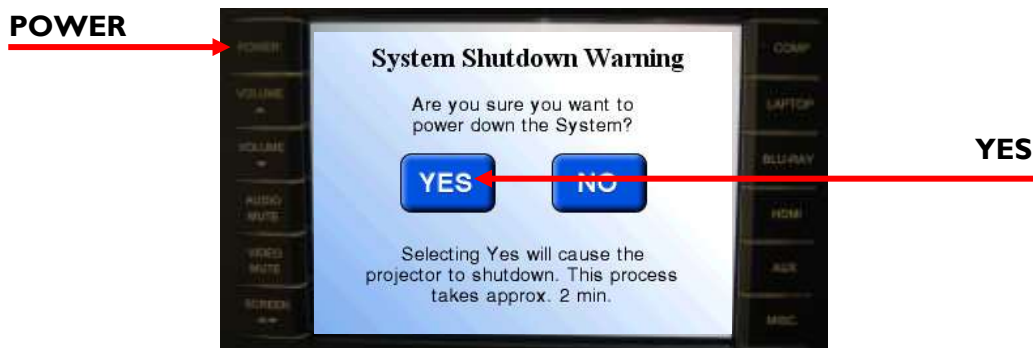 POWER
POWER
VOLUME
VOLUME
AUDIO
MUTE
VIDEO
MUTE
SCREEN
System Shutdown Warning
Are you sure you want to
power down the System?
YES
NO
Selecting Yes will cause the
projector to shutdown. This process
takes approx. 2 min.
COMP
LAPTOP
BLU-RAY
HDMI
AUX
MISC.
YES